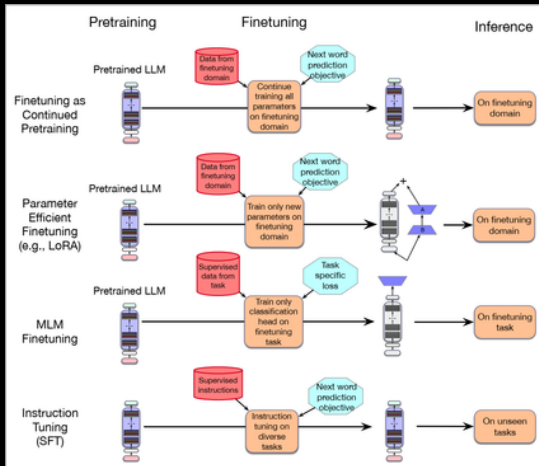 Pretraining
Finetuning
Inference
Finetuning as
Continued
Pretraining
Pretrained LLM
Data from
finetuning
domain
Next word
prediction
objective
Continue
training all
paramaters
on finetuning
domain
On finetuning
domain
Parameter
Efficient
Finetuning
(e.g., LoRA)
Pretrained LLM
Data from
finetuning
domain
Next word
prediction
objective
Train only new
parameters on
finetuning
domain
+
A
B
On finetuning
domain
MLM
Finetuning
Pretrained LLM
Supervised
data from
task
Task
specific
loss
Train only
classification
head on
finetuning
task
On finetuning
task
Instruction
Tuning
(SFT)
Supervised
instructions
Next word
prediction
objective
Instruction
tuning on
diverse
tasks
On unseen
tasks